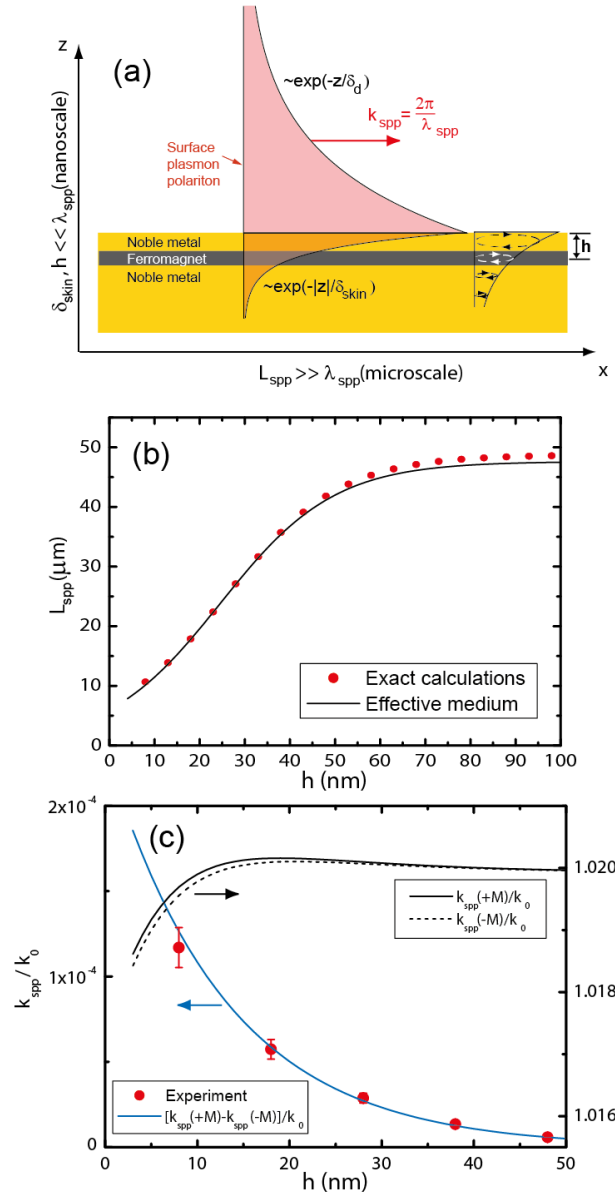 z
(a)
~exp(-z/δd)
k spp = 2π / λ spp
Surface
plasmon
polariton
δskin, h << λspp(nanoscale)
Noble metal
Ferromagnet
Noble metal
h
~exp(-|z|/δskin)
x
Lspp >> λspp(microscale)
(b)
50
40
30
20
10
0
Lspp(μm)
Exact calculations
Effective medium
0 10 20 30 40 50 60 70 80 90 100
h (nm)
(c)
2x10-4
1x10-4
0
kspp / k0
kspp(+M)/k0
kspp(-M)/k0
1.020
1.018
1.016
Experiment
[kspp(+M)-kspp(-M)]/k0
0 10 20 30 40 50
h (nm)